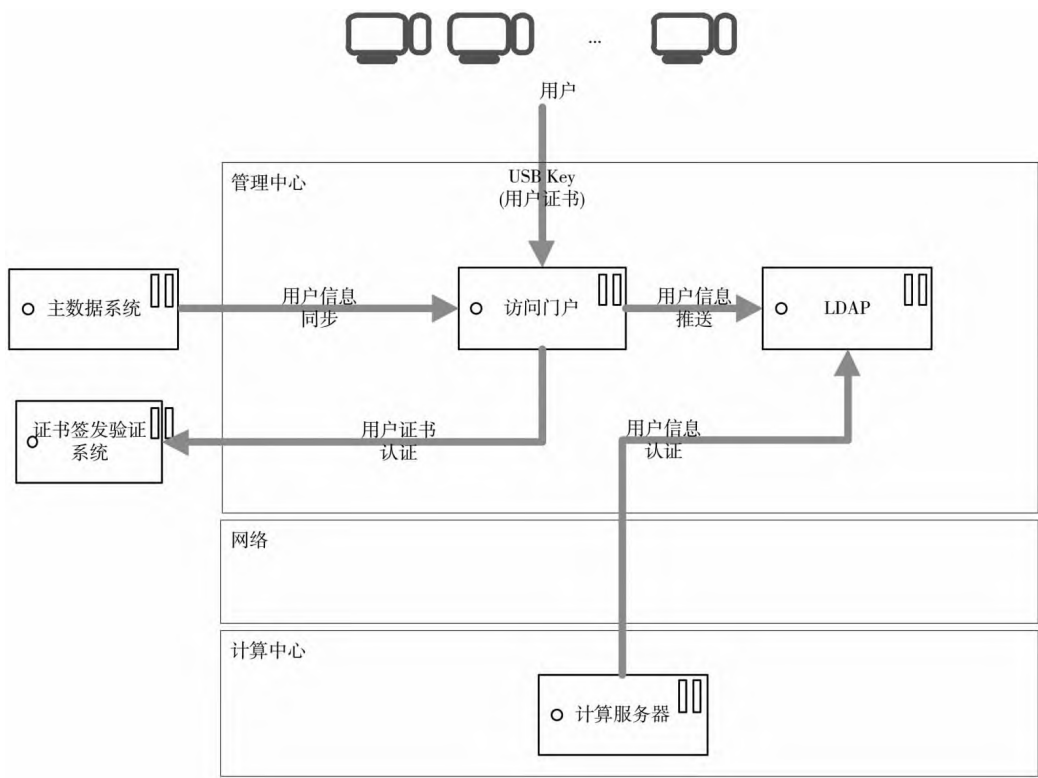 ...
用户
管理中心
USB Key
(用户证书)
主数据系统
用户信息
同步
访问门户
用户信息
推送
LDAP
证书签发验证
系统
用户证书
认证
用户信息
认证
网络
计算中心
计算服务器